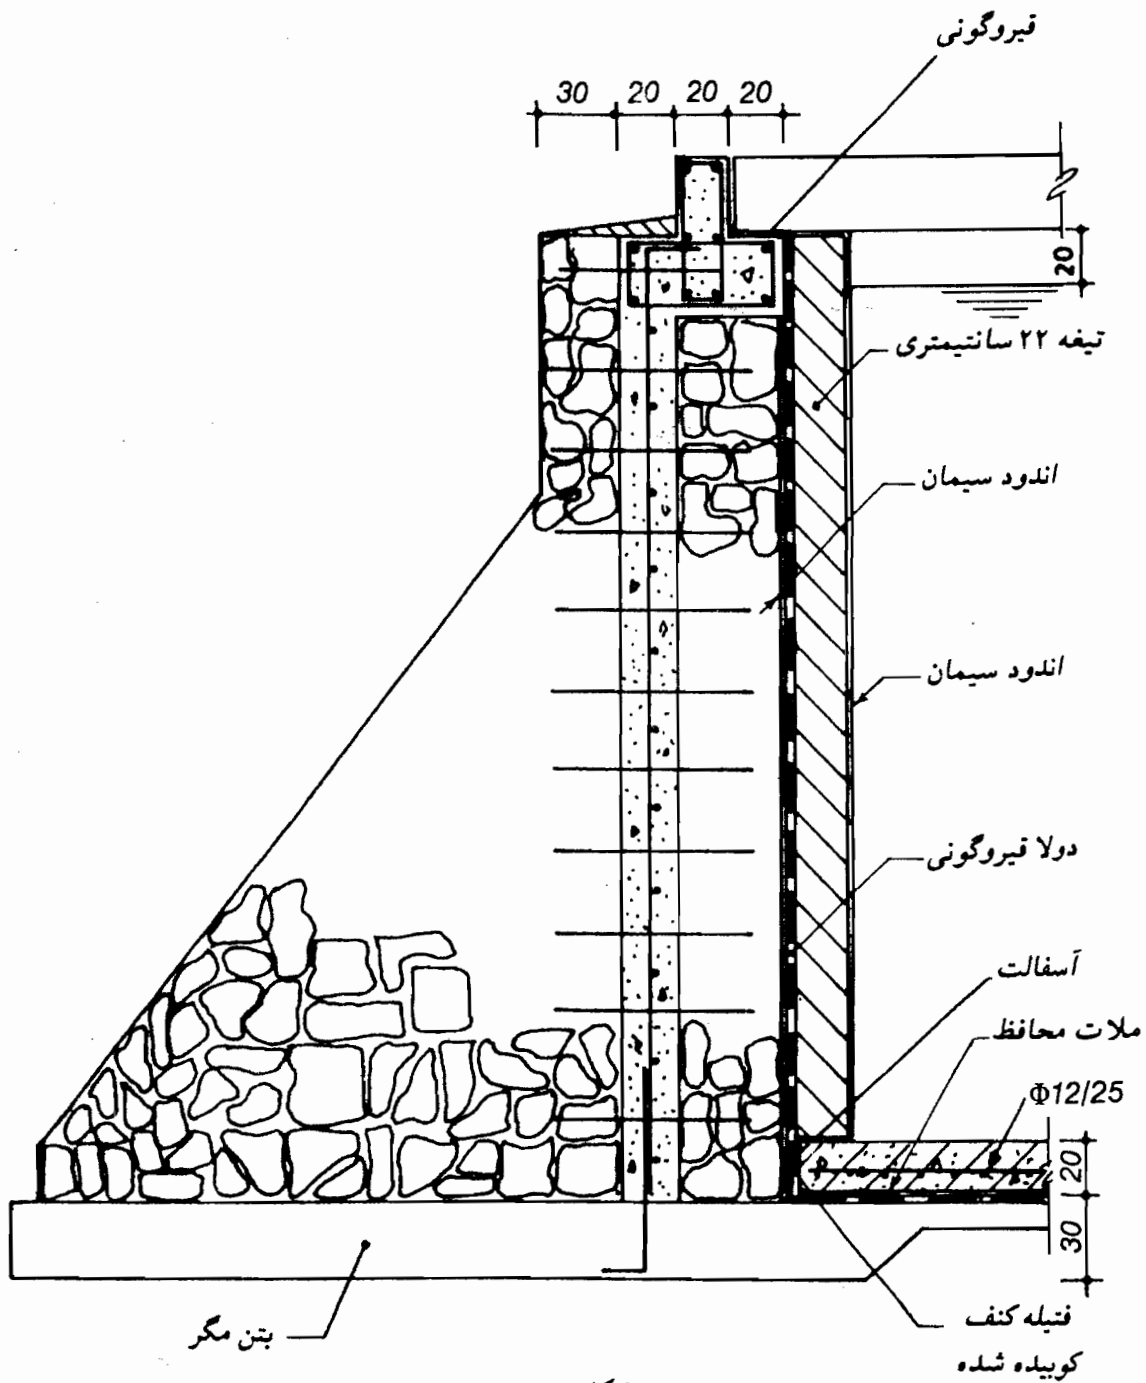 قیروگونی
30 20 20 20
20
تیغه ۲۲ سانتیمتری
اندود سیمان
اندود سیمان
دولا قیروگونی
آسفالت
ملات محافظ
Φ12/25
20
30
بتن مگر
فتیله کنف
کوبیده شده